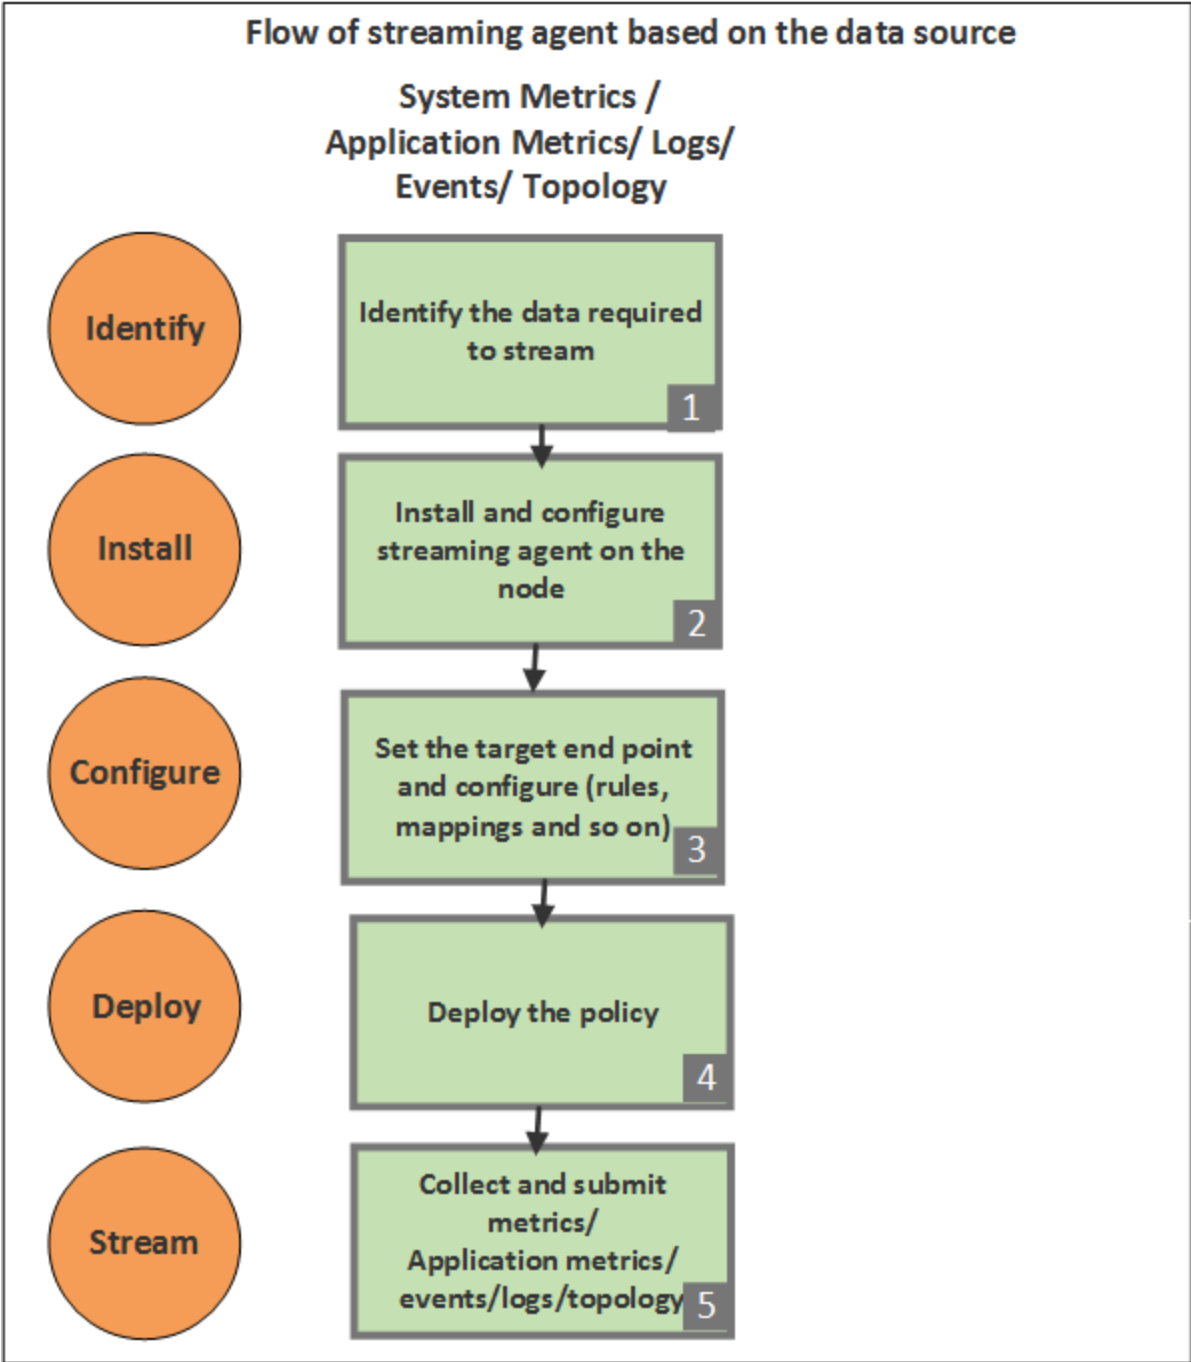 Flow of streaming agent based on the data source
System Metrics /
Application Metrics/ Logs/
Events/ Topology
Identify
Identify the data required
to stream
1
Install
Install and configure
streaming agent on the
node
2
Configure
Set the target end point
and configure (rules,
mappings and so on)
3
Deploy
Deploy the policy
4
Stream
Collect and submit
metrics/
Application metrics/
events/logs/topology
5